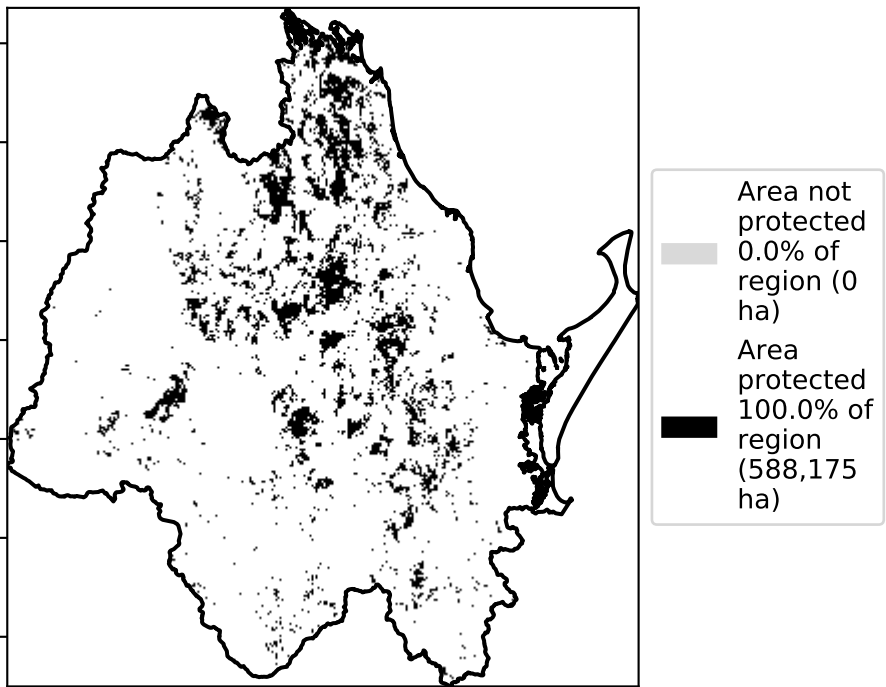 Area not
protected
0.0% of
region (0
ha)
Area
protected
100.0% of
region
(588,175
ha)